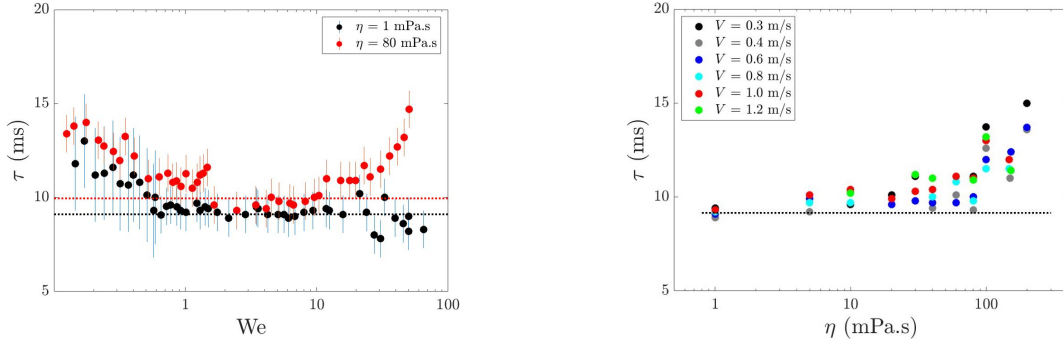 20
15
10
5
τ (ms)
1
10
100
We
η = 1 mPa.s
η = 80 mPa.s
20
15
10
5
τ (ms)
1
10
100
η (mPa.s)
V = 0.3 m/s
V = 0.4 m/s
V = 0.6 m/s
V = 0.8 m/s
V = 1.0 m/s
V = 1.2 m/s